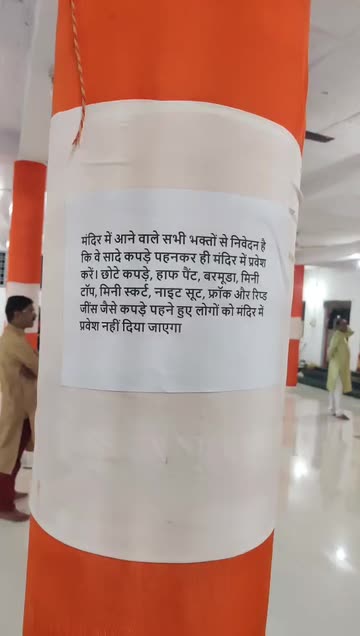 मंदिर में आने वाले सभी भक्तों से निवेदन है
कि वे सादे कपड़े पहनकर ही मंदिर में प्रवेश
करें। छोटे कपड़े, हाफ पैंट, बरमूडा, मिनी
टॉप, मिनी स्कर्ट, नाइट सूट, फ्रॉक और रिप्ड
जींस जैसे कपड़े पहने हुए लोगों को मंदिर में
प्रवेश नहीं दिया जाएगा